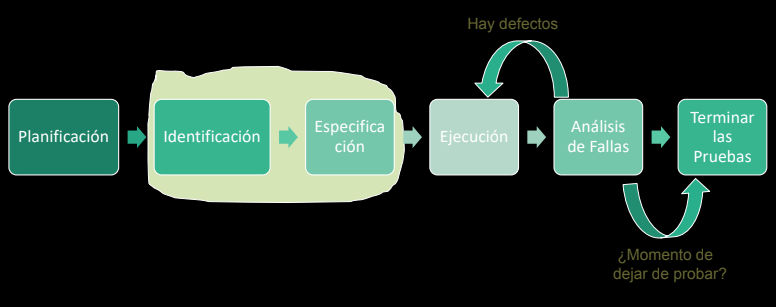 Hay defectos
Planificación
Identificación
Especifica
ción
Ejecución
Análisis
de Fallas
Terminar
las
Pruebas
¿Momento de
dejar de probar?